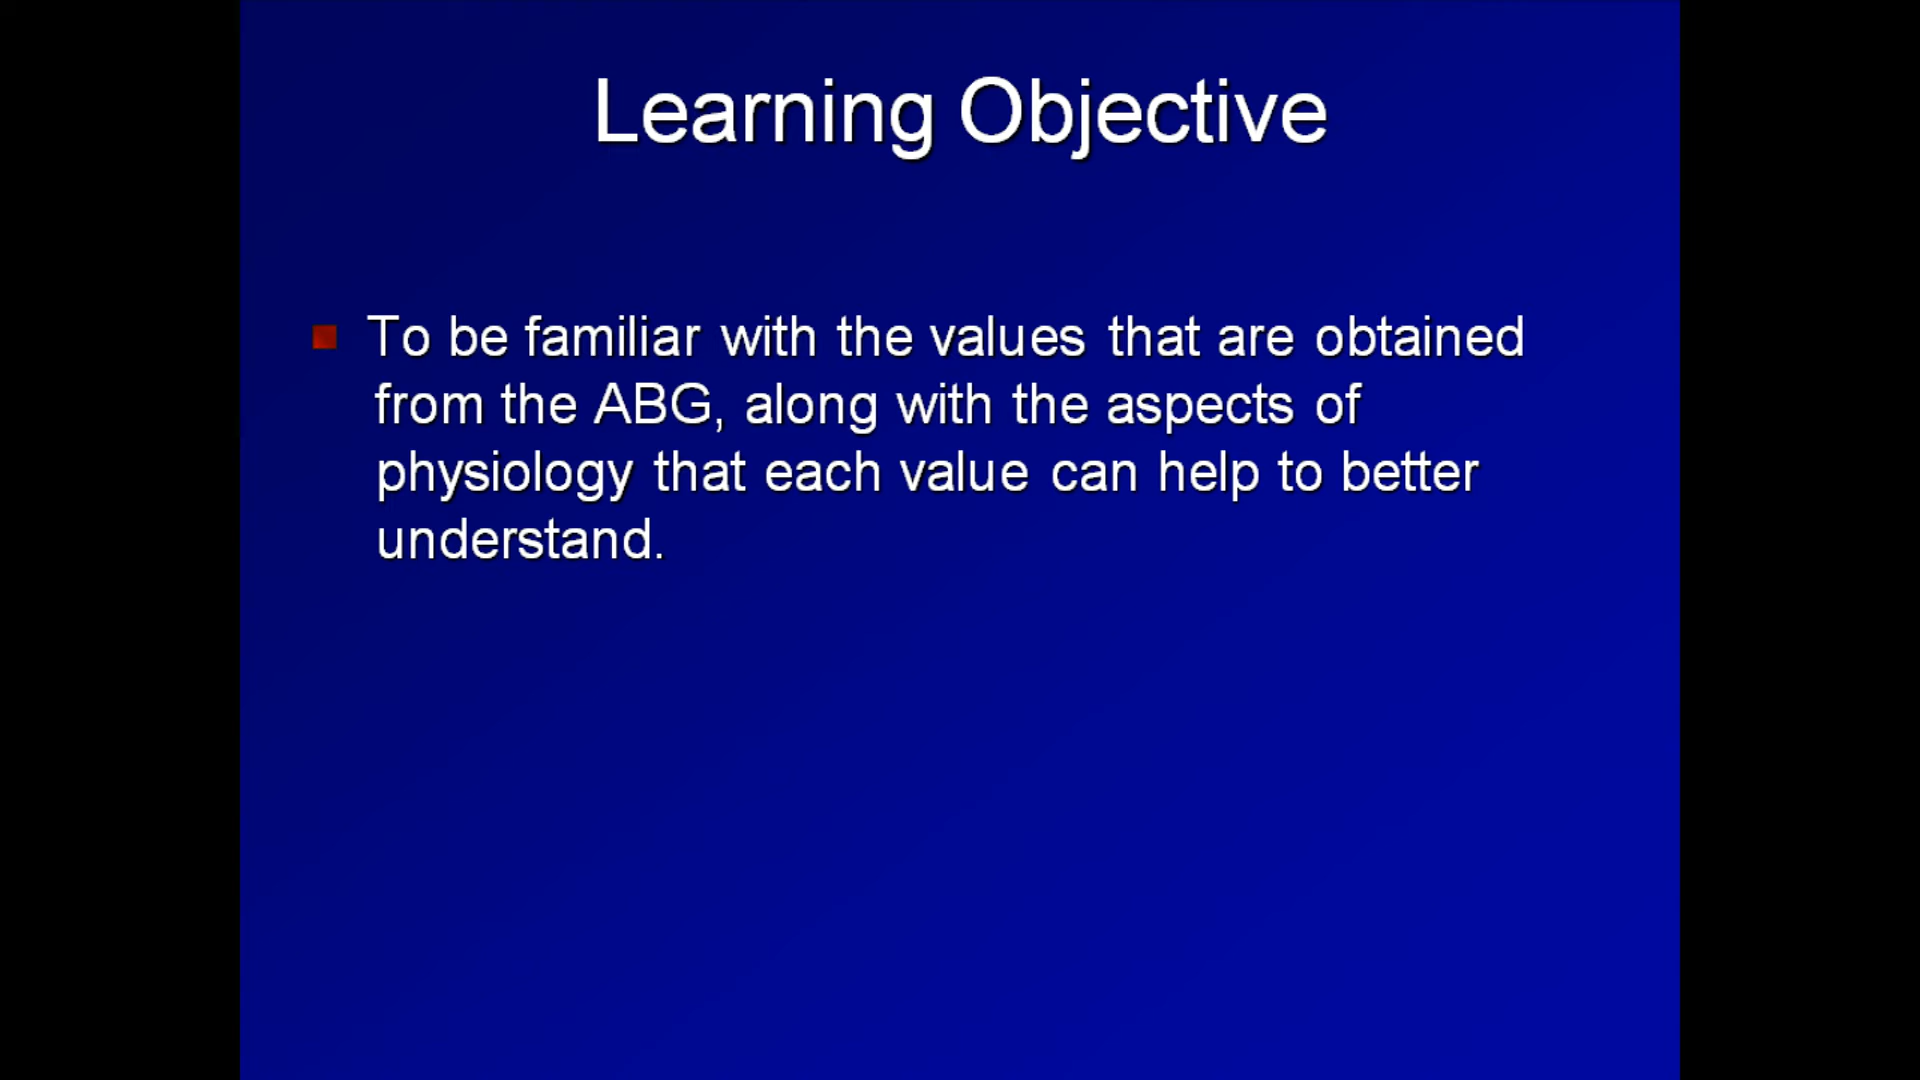 Learning Objective
To be familiar with the values that are obtained
from the ABG, along with the aspects of
physiology that each value can help to better
understand.